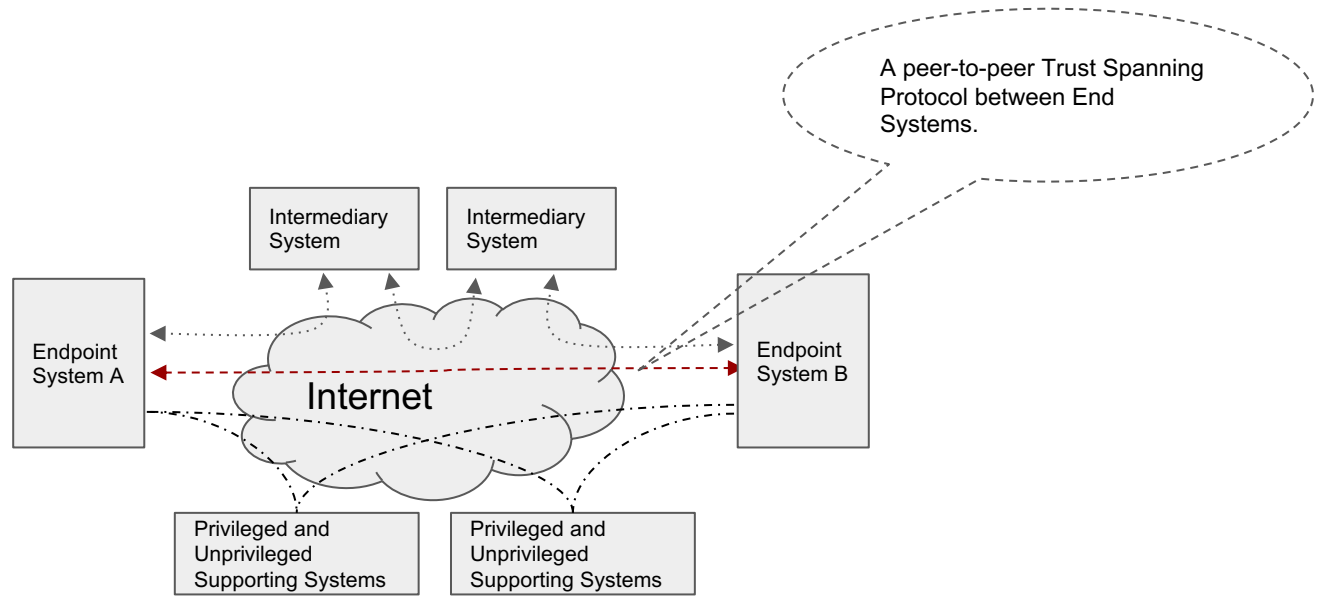 A peer-to-peer Trust Spanning
Protocol between End
Systems.
Intermediary
System
Intermediary
System
Endpoint
System A
Endpoint
System B
Internet
Privileged and
Unprivileged
Supporting Systems
Privileged and
Unprivileged
Supporting Systems